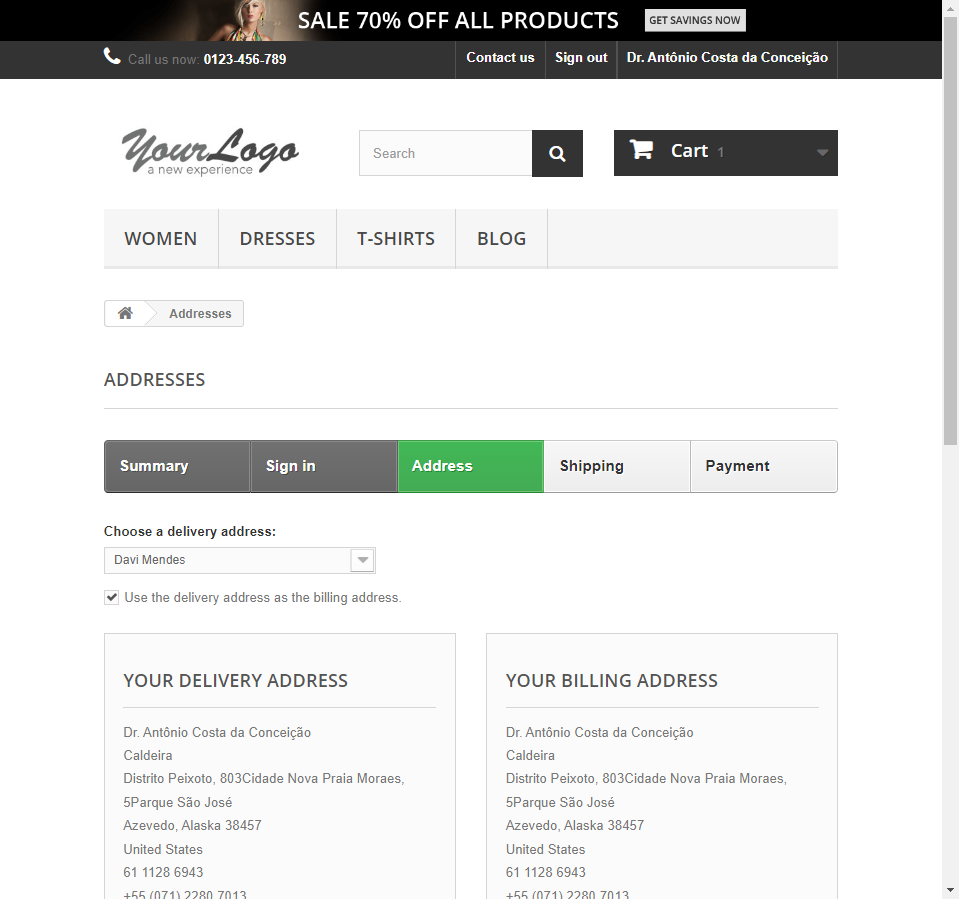 SALE 70% OFF ALL PRODUCTS
GET SAVINGS NOW
Call us now: 0123-456-789
Contact us
Sign out
Dr. Antônio Costa da Conceição
YourLogo
a new experience
Search
Cart 1
WOMEN
DRESSES
T-SHIRTS
BLOG
Addresses
ADDRESSES
Summary
Sign in
Address
Shipping
Payment
Choose a delivery address:
Davi Mendes
Use the delivery address as the billing address.
YOUR DELIVERY ADDRESS
Dr. Antônio Costa da Conceição
Caldeira
Distrito Peixoto, 803Cidade Nova Praia Moraes,
5Parque São José
Azevedo, Alaska 38457
United States
61 1128 6943
+55 (071) 2280 7013
YOUR BILLING ADDRESS
Dr. Antônio Costa da Conceição
Caldeira
Distrito Peixoto, 803Cidade Nova Praia Moraes,
5Parque São José
Azevedo, Alaska 38457
United States
61 1128 6943
+55 (071) 2280 7013